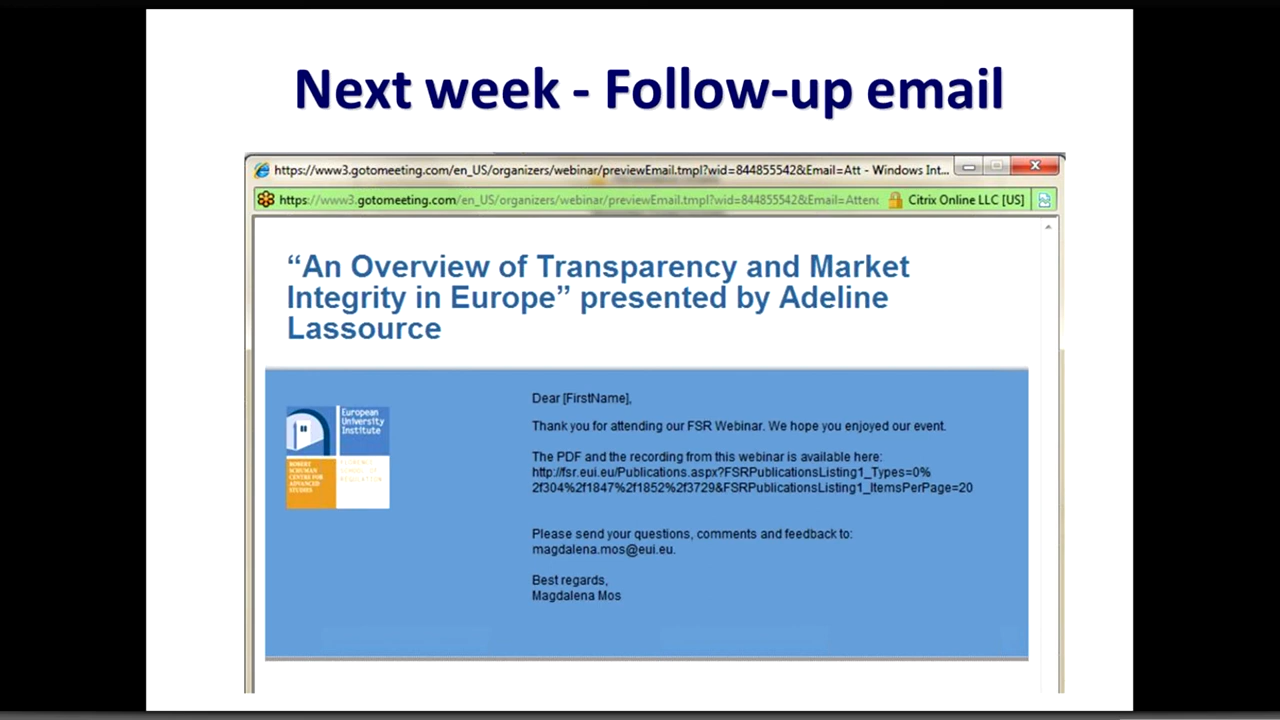 Next week - Follow-up email
https://www3.gotomeeting.com/en_US/organizers/webinar/previewEmail.tmpl?wid=844855542&Email=Att - Windows Int...
https://www3.gotomeeting.com/en_US/organizers/webinar/previewEmail.tmpl?wid=844855542&Email=Attend
Citrix Online LLC [US]
“An Overview of Transparency and Market
Integrity in Europe” presented by Adeline
Lassource
European
University
Institute
ROBERT
SCHUMAN
CENTRE FOR
ADVANCED
STUDIES
FLORENCE
SCHOOL OF
REGULATION
Dear [FirstName],
Thank you for attending our FSR Webinar. We hope you enjoyed our event.
The PDF and the recording from this webinar is available here:
http://fsr.eui.eu/Publications.aspx?FSRPublicationsListing1_Types=0%
2f304%2f1847%2f1852%2f3729&FSRPublicationsListing1_ItemsPerPage=20
Please send your questions, comments and feedback to:
magdalena.mos@eui.eu.
Best regards,
Magdalena Mos